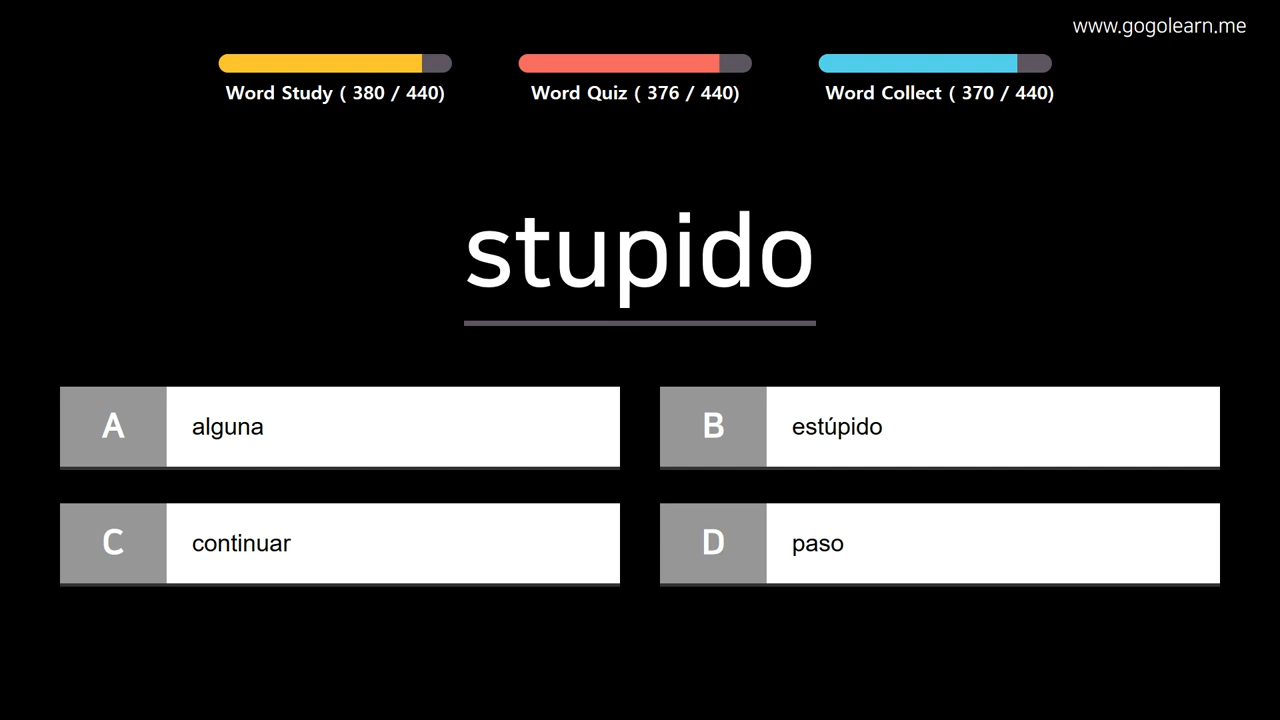 www.gogolearn.me
Word Study ( 380 / 440)
Word Quiz ( 376 / 440)
Word Collect ( 370 / 440)
stupido
A alguna
B estúpido
C continuar
D paso